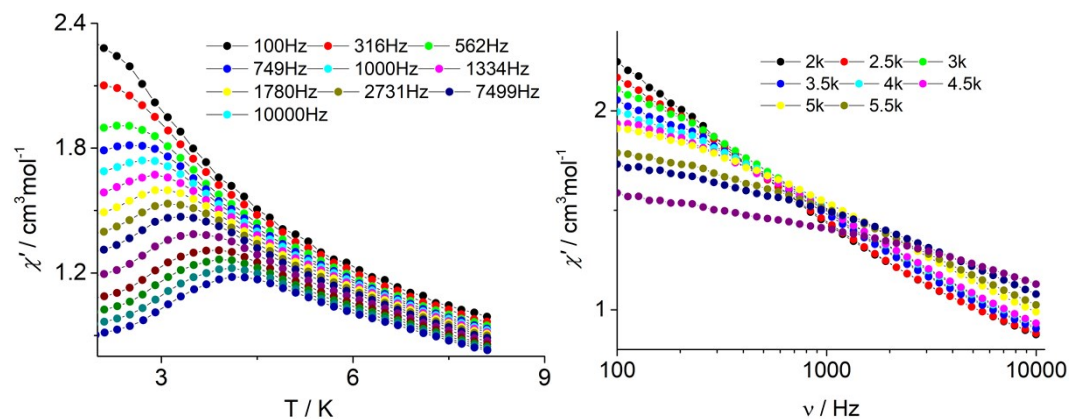 2.4
1.8
1.2
χ′ / cm³mol⁻¹
100Hz 316Hz 562Hz
749Hz 1000Hz 1334Hz
1780Hz 2731Hz 7499Hz
10000Hz
3 6 9
T / K
2
1
χ′ / cm³mol⁻¹
2k 2.5k 3k
3.5k 4k 4.5k
5k 5.5k
100 1000 10000
ν / Hz